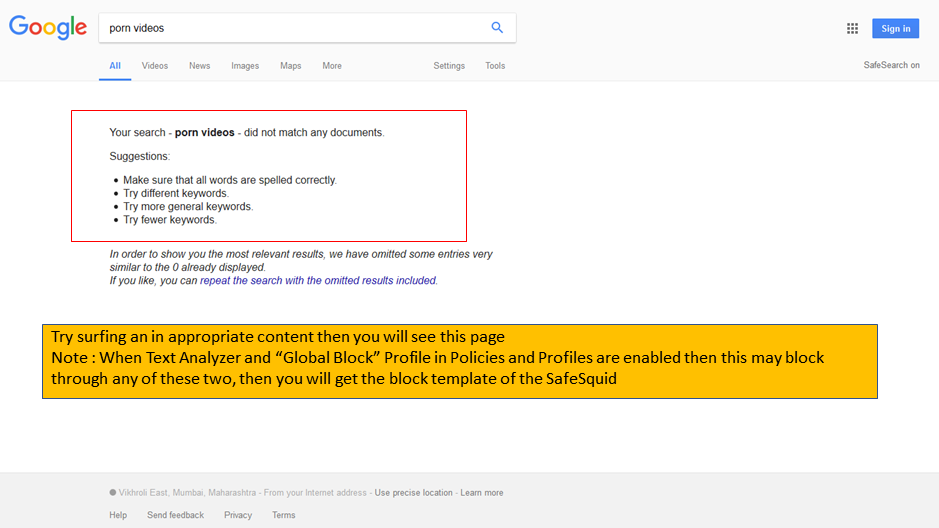 Google
porn videos
Sign in
All Videos News Images Maps More Settings Tools
SafeSearch on
Your search - porn videos - did not match any documents.
Suggestions:
• Make sure that all words are spelled correctly.
• Try different keywords.
• Try more general keywords.
• Try fewer keywords.
In order to show you the most relevant results, we have omitted some entries very
similar to the 0 already displayed.
If you like, you can repeat the search with the omitted results included.
Try surfing an in appropriate content then you will see this page
Note : When Text Analyzer and “Global Block” Profile in Policies and Profiles are enabled then this may block
through any of these two, then you will get the block template of the SafeSquid
Vikhroli East, Mumbai, Maharashtra - From your Internet address - Use precise location - Learn more
Help Send feedback Privacy Terms